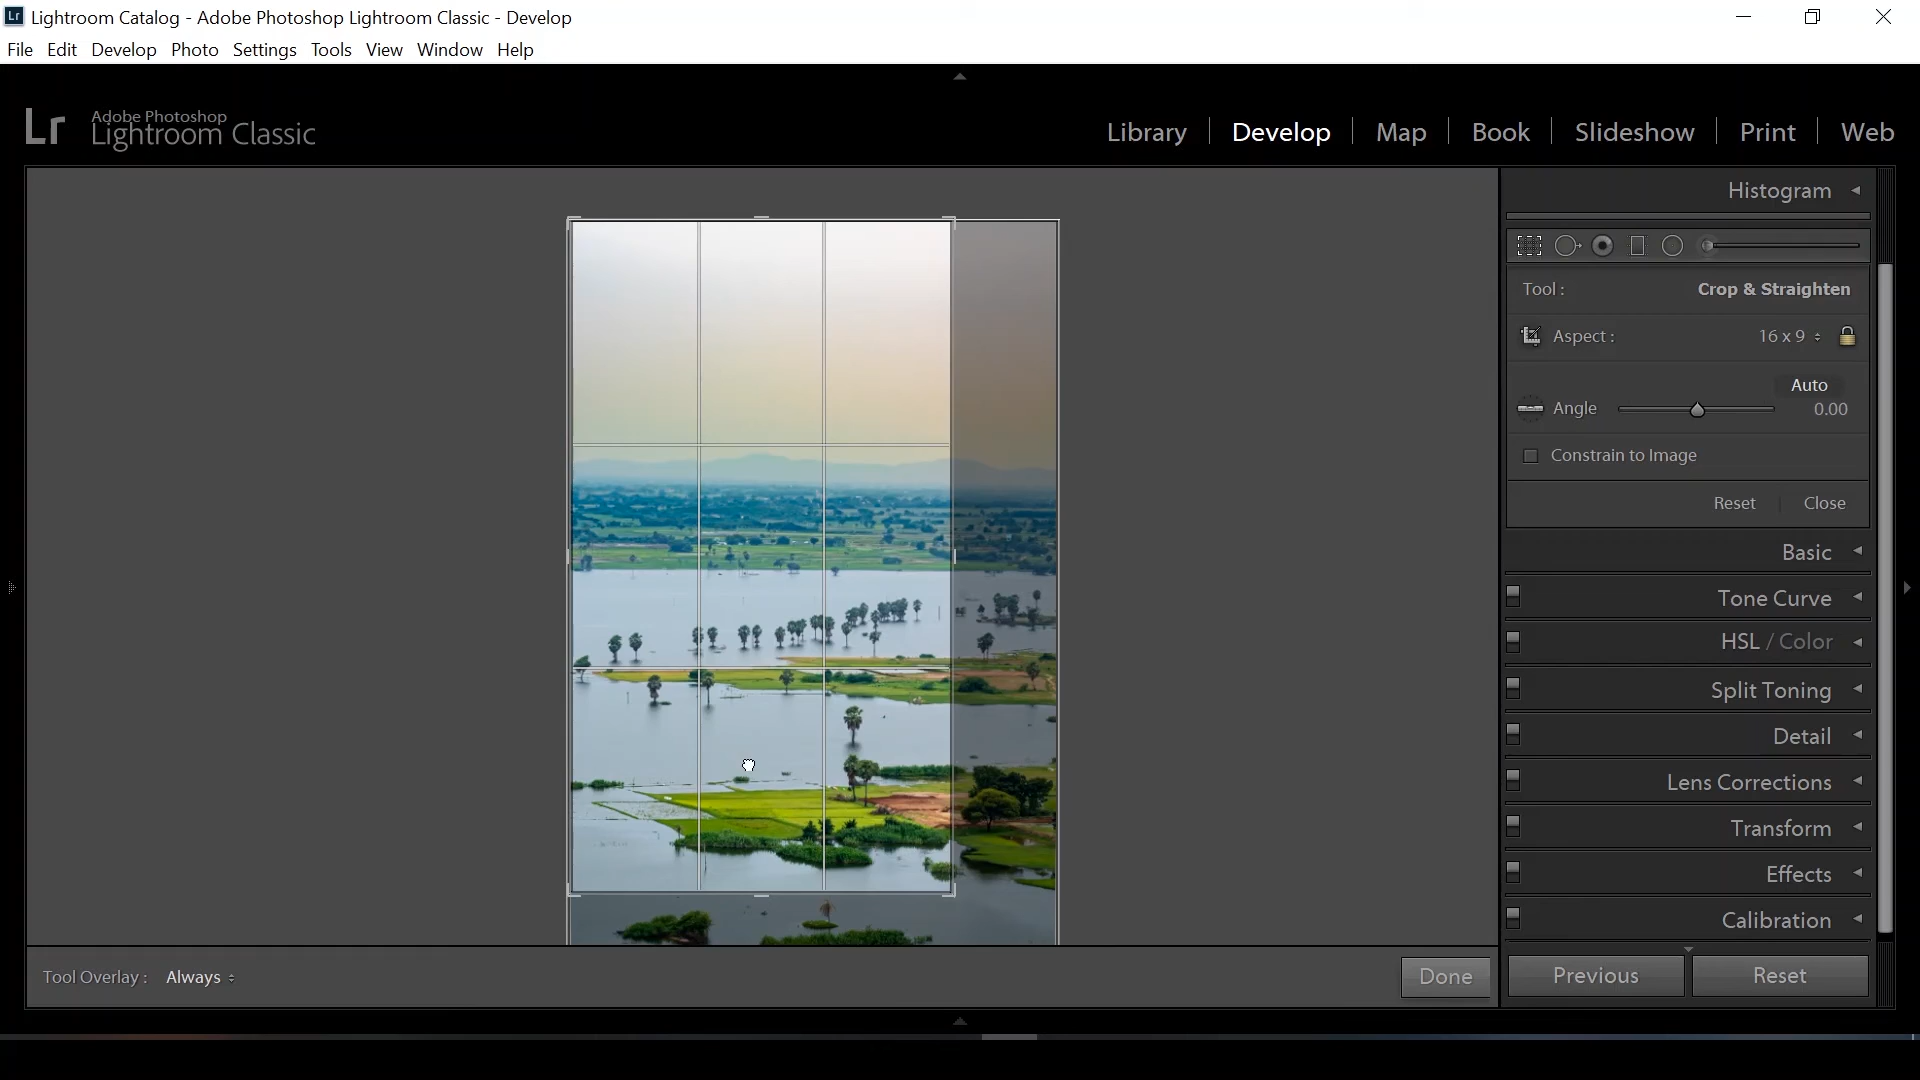 Lr Lightroom Catalog - Adobe Photoshop Lightroom Classic - Develop
File Edit Develop Photo Settings Tools View Window Help
Lr Adobe Photoshop
Lightroom Classic
Library Develop Map Book Slideshow Print Web
Histogram
Tool : Crop & Straighten
Aspect : 16 x 9
Auto
Angle 0.00
Constrain to Image
Reset Close
Basic
Tone Curve
HSL / Color
Split Toning
Detail
Lens Corrections
Transform
Effects
Calibration
Tool Overlay : Always Done Previous Reset